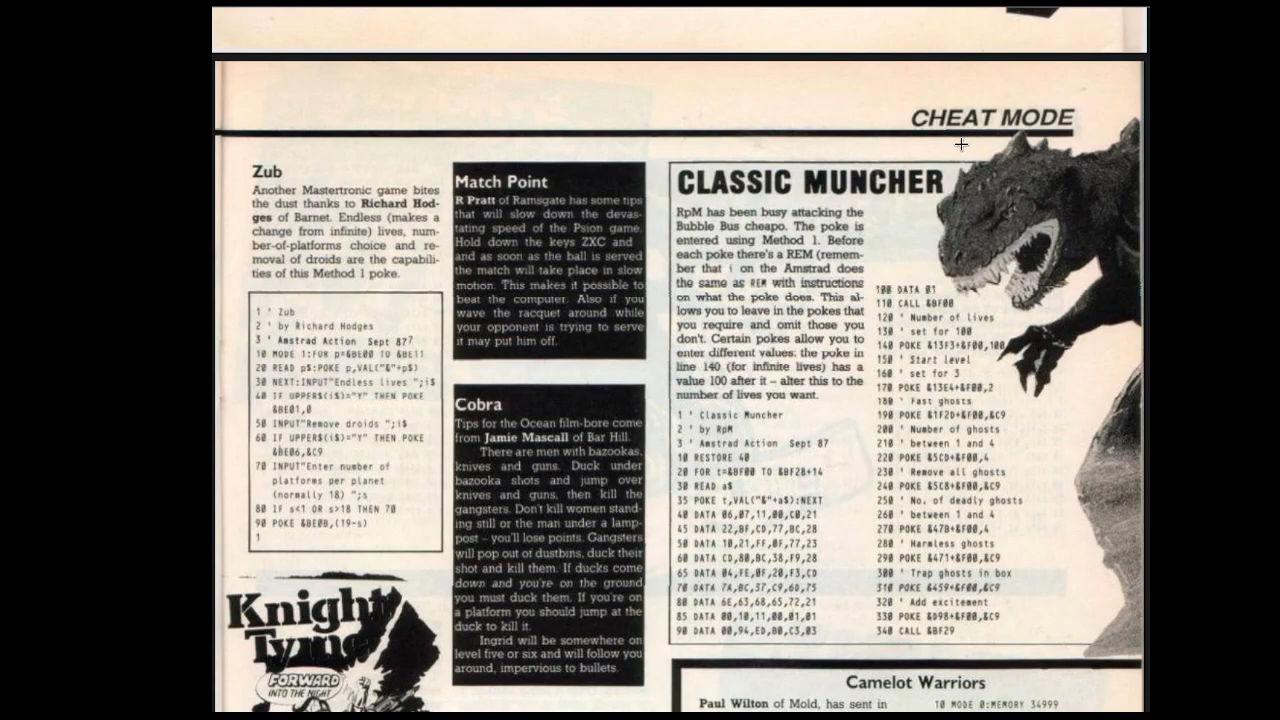 CHEAT MODE
Zub
Another Mastertronic game bites
the dust thanks to Richard Hod-
ges of Barnet. Endless (makes a
change from infinite) lives, num-
ber-of-platforms choice and re-
moval of droids are the capabili-
ties of this Method 1 poke.
1 ' Zub
2 ' by Richard Hodges
3 ' Amstrad Action Sept 87
10 MODE 1:FOR p=&BE00 TO &BE11
20 READ p$:POKE p,VAL("&"+p$)
30 NEXT:INPUT"Endless lives ";i$
40 IF UPPER$(i$)="Y" THEN POKE
&BE01,0
50 INPUT"Remove droids ";i$
60 IF UPPER$(i$)="Y" THEN POKE
&BE06,&C9
70 INPUT"Enter number of
platforms per planet
(normally 18) ";s
80 IF s<1 OR s>18 THEN 70
90 POKE &BE0B,(19-s)
1
Knight
Tyme
FORWARD
INTO THE NIGHT
Match Point
R Pratt of Ramsgate has some tips
that will slow down the devas-
tating speed of the Psion game.
Hold down the keys ZXC and
and as soon as the ball is served
the match will take place in slow
motion. This makes it possible to
beat the computer. Also if you
wave the racquet around while
your opponent is trying to serve
it may put him off.
Cobra
Tips for the Ocean film-bore come
from Jamie Mascall of Bar Hill.
There are men with bazookas,
knives and guns. Duck under
bazooka shots and jump over
knives and guns, then kill the
gangsters. Don't kill women stand-
ing still or the man under a lamp-
post – you'll lose points. Gangsters
will pop out of dustbins, duck their
shot and kill them. If ducks come
down and you're on the ground
you must duck them. If you're on
a platform you should jump at the
duck to kill it.
Ingrid will be somewhere on
level five or six and will follow you
around, impervious to bullets.
CLASSIC MUNCHER
RpM has been busy attacking the
Bubble Bus cheapo. The poke is
entered using Method 1. Before
each poke there's a REM (remem-
ber that ' on the Amstrad does
the same as REM with instructions
on what the poke does. This al-
lows you to leave in the pokes that
you require and omit those you
don't. Certain pokes allow you to
enter different values: the poke in
line 140 (for infinite lives) has a
value 100 after it – alter this to the
number of lives you want.
1 ' Classic Muncher
2 ' by RpM
3 ' Amstrad Action Sept 87
10 RESTORE 40
20 FOR t=&BF00 TO &BF28+14
30 READ a$
35 POKE t,VAL("&"+a$):NEXT
40 DATA 06,07,11,00,C0,21
45 DATA 22,BF,CD,77,BC,28
50 DATA 10,21,FF,0F,77,23
60 DATA CD,80,BC,38,F9,28
65 DATA 04,FE,0F,20,F3,CD
70 DATA 7A,BC,37,C9,6D,75
80 DATA 6E,63,68,65,72,21
85 DATA 00,10,11,00,01,01
90 DATA 00,94,ED,B0,C3,03
100 DATA 01
110 CALL &BF00
120 ' Number of lives
130 ' set for 100
140 POKE &13F3+&F00,100
150 ' Start level
160 ' set for 3
170 POKE &13E4+&F00,2
180 ' Fast ghosts
190 POKE &1F2D+&F00,&C9
200 ' Number of ghosts
210 ' between 1 and 4
220 POKE &5CD+&F00,4
230 ' Remove all ghosts
240 POKE &5C8+&F00,&C9
250 ' No. of deadly ghosts
260 ' between 1 and 4
270 POKE &47B+&F00,4
280 ' Harmless ghosts
290 POKE &471+&F00,&C9
300 ' Trap ghosts in box
310 POKE &459+&F00,&C9
320 ' Add excitement
330 POKE &D98+&F00,&C9
340 CALL &BF29
Camelot Warriors
Paul Wilton of Mold, has sent in
10 MODE 0:MEMORY 34999